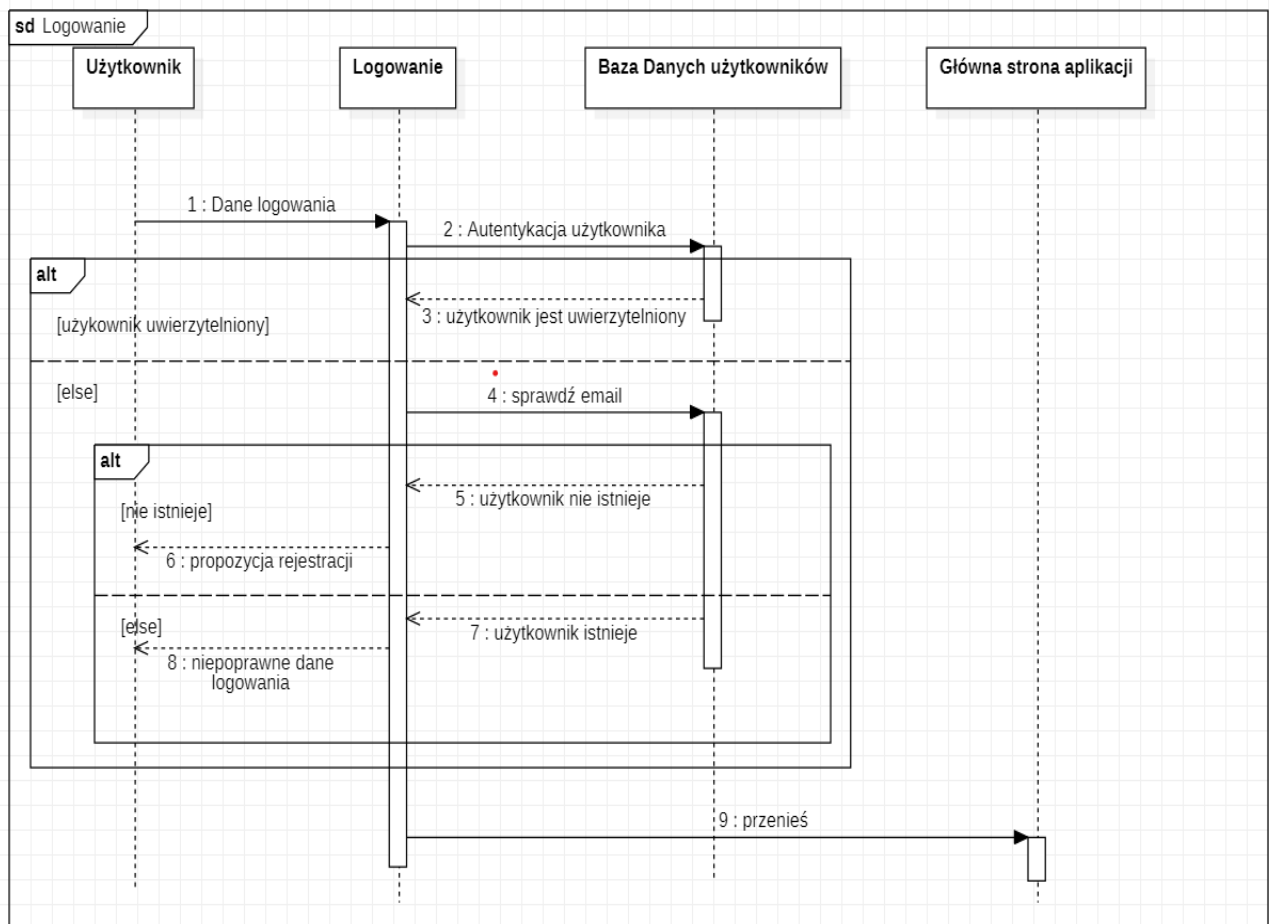 sd Logowanie
Użytkownik
Logowanie
Baza Danych użytkowników
Główna strona aplikacji
1 : Dane logowania
2 : Autentykacja użytkownika
alt
3 : użytkownik jest uwierzytelniony
[użykownik uwierzytelniony]
[else]
4 : sprawdź email
alt
5 : użytkownik nie istnieje
[nie istnieje]
6 : propozycja rejestracji
[else]
7 : użytkownik istnieje
8 : niepoprawne dane
logowania
9 : przenieś